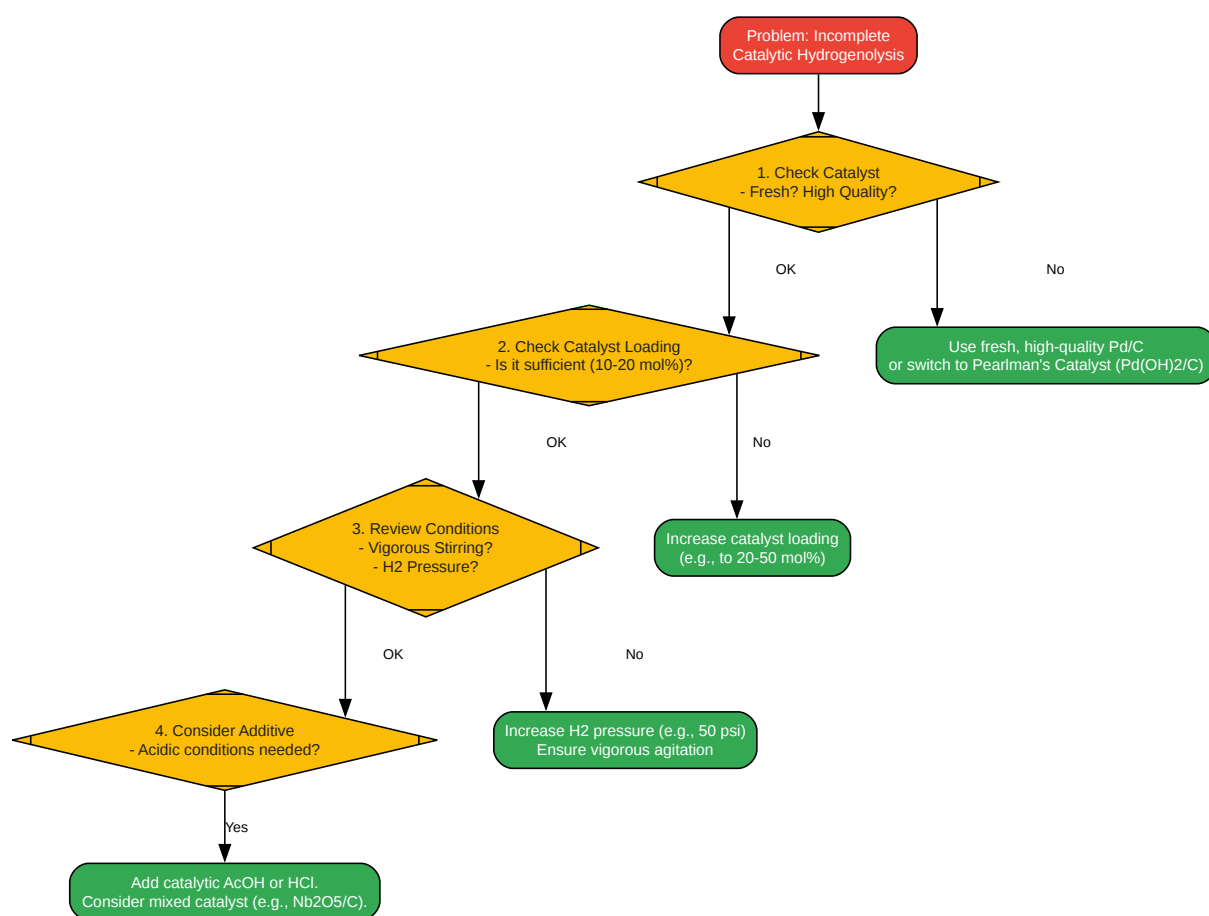 Problem: Incomplete
Catalytic Hydrogenolysis
1. Check Catalyst
- Fresh? High Quality?
OK
No
Use fresh, high-quality Pd/C
or switch to Pearlman's Catalyst (Pd(OH)2/C)
2. Check Catalyst Loading
- Is it sufficient (10-20 mol%)?
OK
No
Increase catalyst loading
(e.g., to 20-50 mol%)
3. Review Conditions
- Vigorous Stirring?
- H2 Pressure?
OK
No
Increase H2 pressure (e.g., 50 psi)
Ensure vigorous agitation
4. Consider Additive
- Acidic conditions needed?
Yes
Add catalytic AcOH or HCl.
Consider mixed catalyst (e.g., Nb2O5/C).